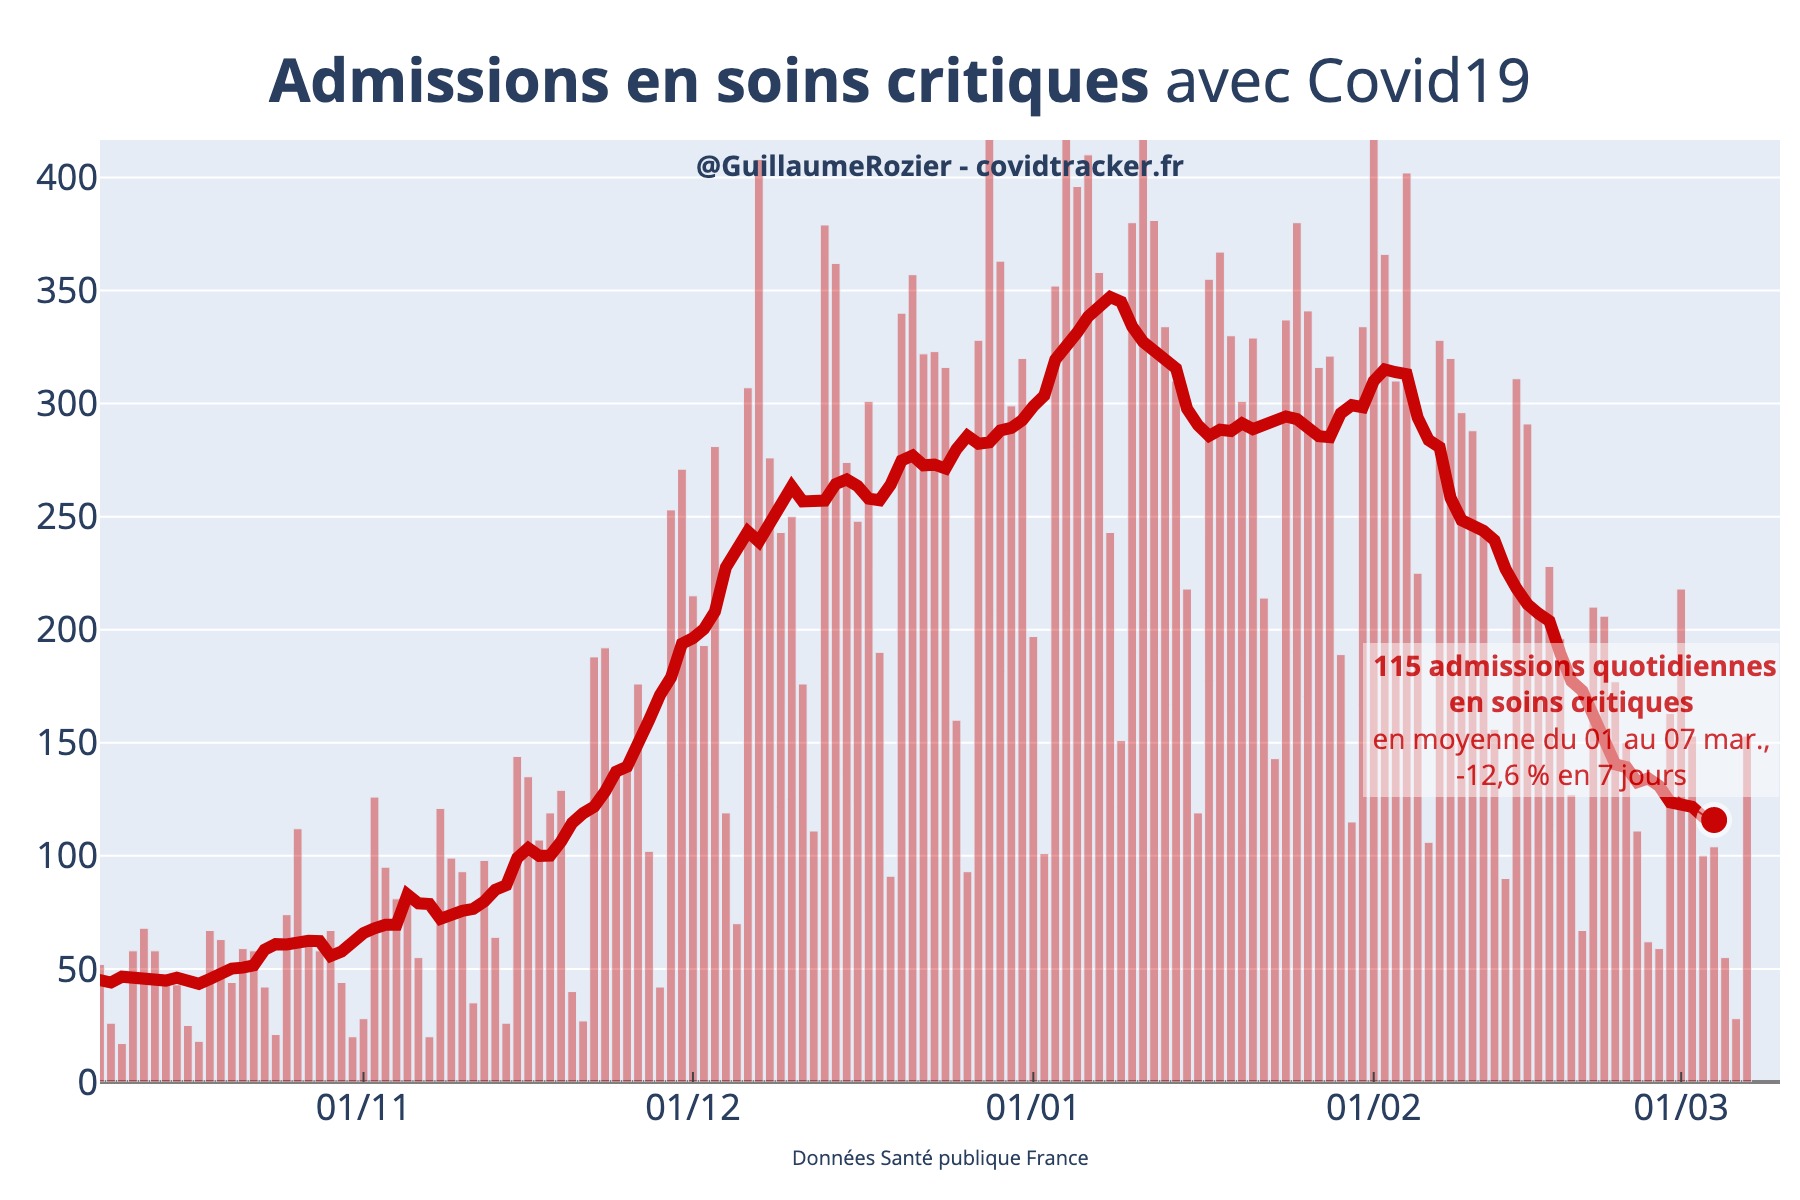 Admissions en soins critiques avec Covid19
@GuillaumeRozier - covidtracker.fr
400
350
300
250
200
150
100
50
0
115 admissions quotidiennes
en soins critiques
en moyenne du 01 au 07 mar.,
-12,6 % en 7 jours
01/11 01/12 01/01 01/02 01/03
Données Santé publique France